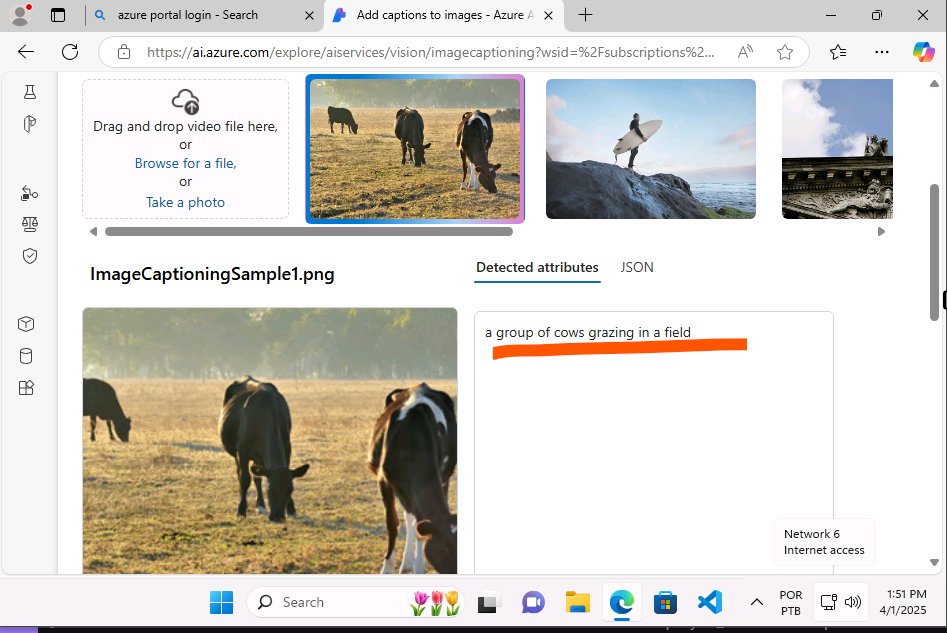 azure portal login - Search
Add captions to images - Azure A
https://ai.azure.com/explore/aiservices/vision/imagecaptioning?wsid=%2Fsubscriptions%2...
Drag and drop video file here,
or
Browse for a file,
or
Take a photo
ImageCaptioningSample1.png
Detected attributes
JSON
a group of cows grazing in a field
Network 6
Internet access
Search
POR
PTB
1:51 PM
4/1/2025